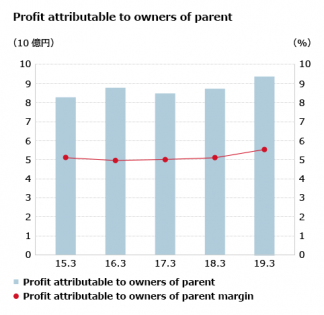 Profit attributable to owners of parent
(10 億円) (%)
10 10
9 9
8 8
7 7
6 6
5 5
4 4
3 3
2 2
1 1
0 0
15.3 16.3 17.3 18.3 19.3
Profit attributable to owners of parent
Profit attributable to owners of parent margin